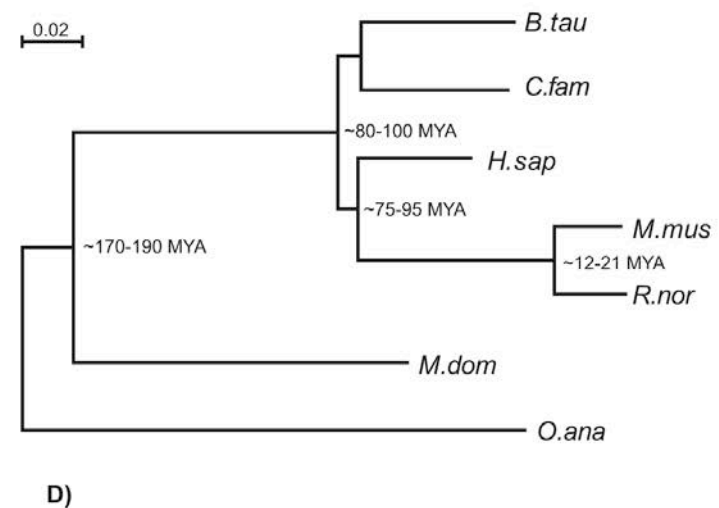 0.02
B.tau
C.fam
~80-100 MYA
H.sap
~75-95 MYA
M.mus
~170-190 MYA
~12-21 MYA
R.nor
M.dom
O.ana
D)